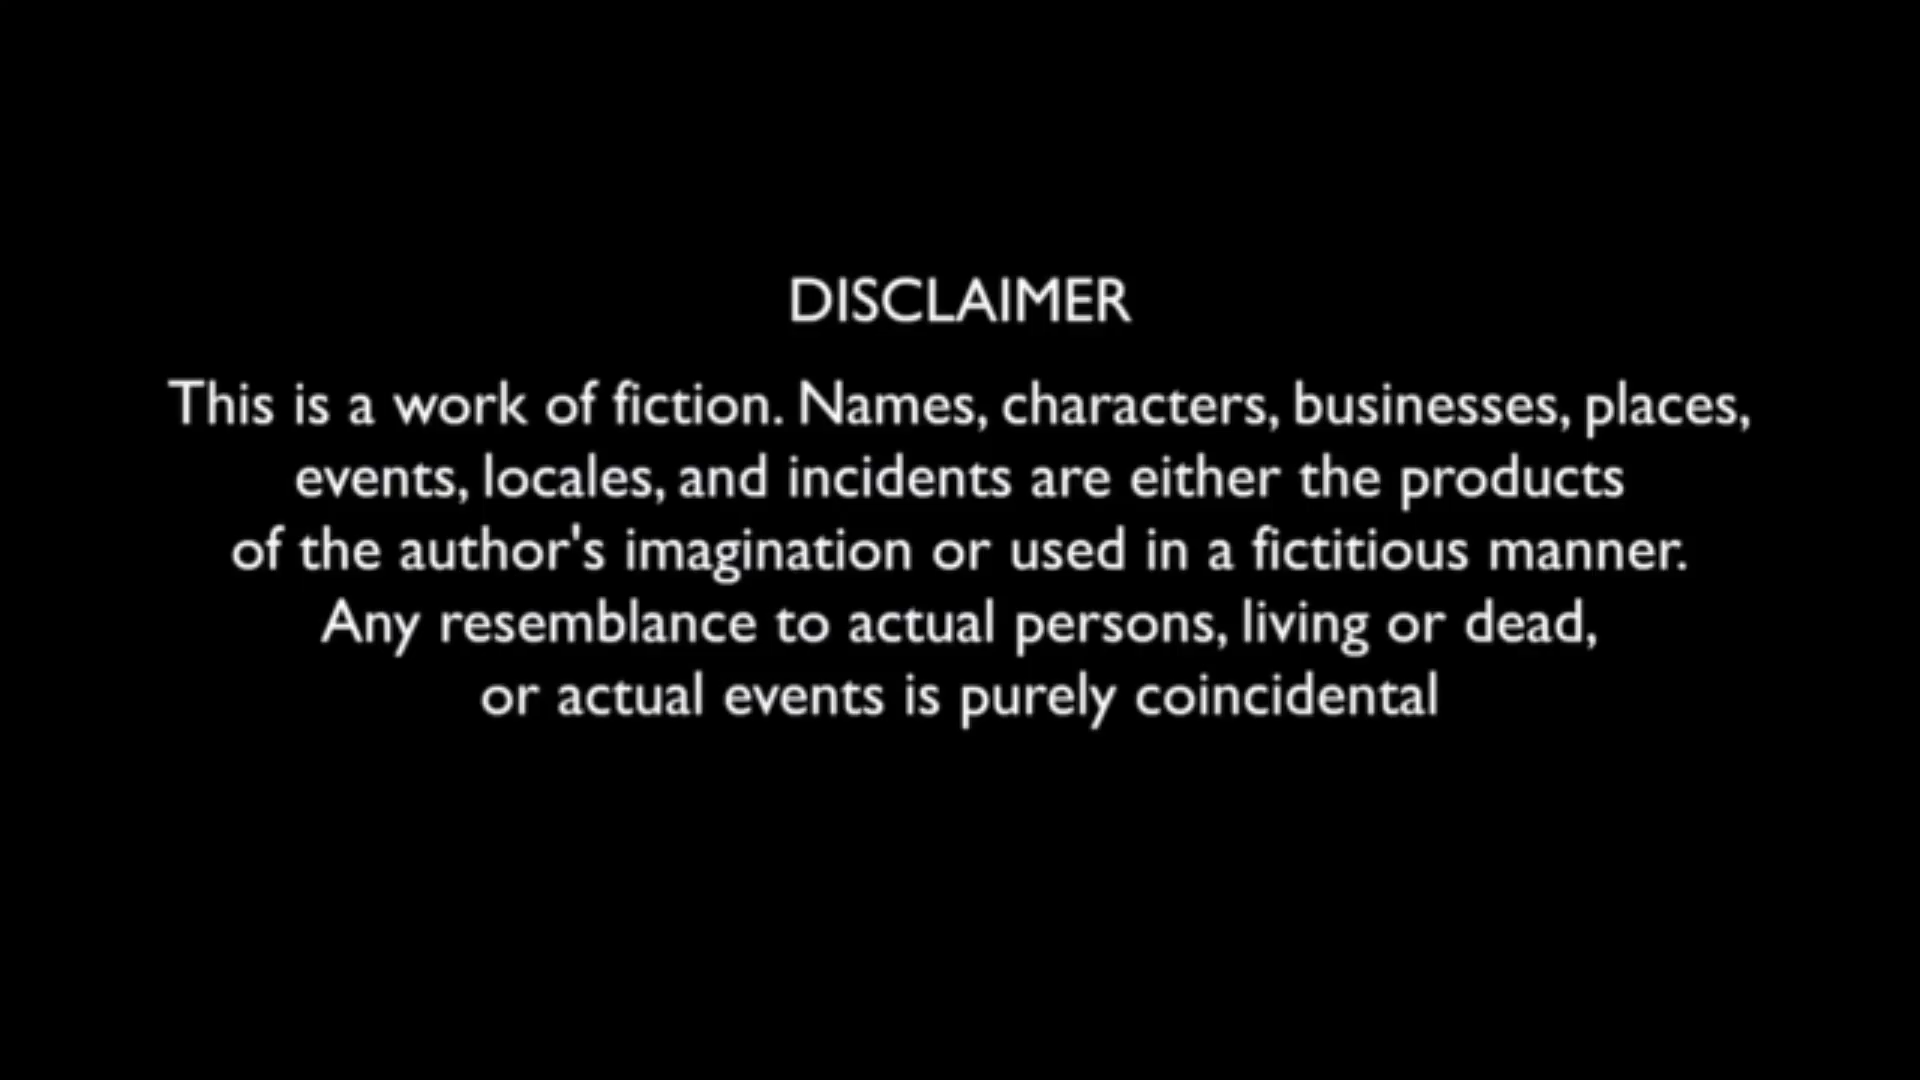 DISCLAIMER
This is a work of fiction. Names, characters, businesses, places,
events, locales, and incidents are either the products
of the author's imagination or used in a fictitious manner.
Any resemblance to actual persons, living or dead,
or actual events is purely coincidental